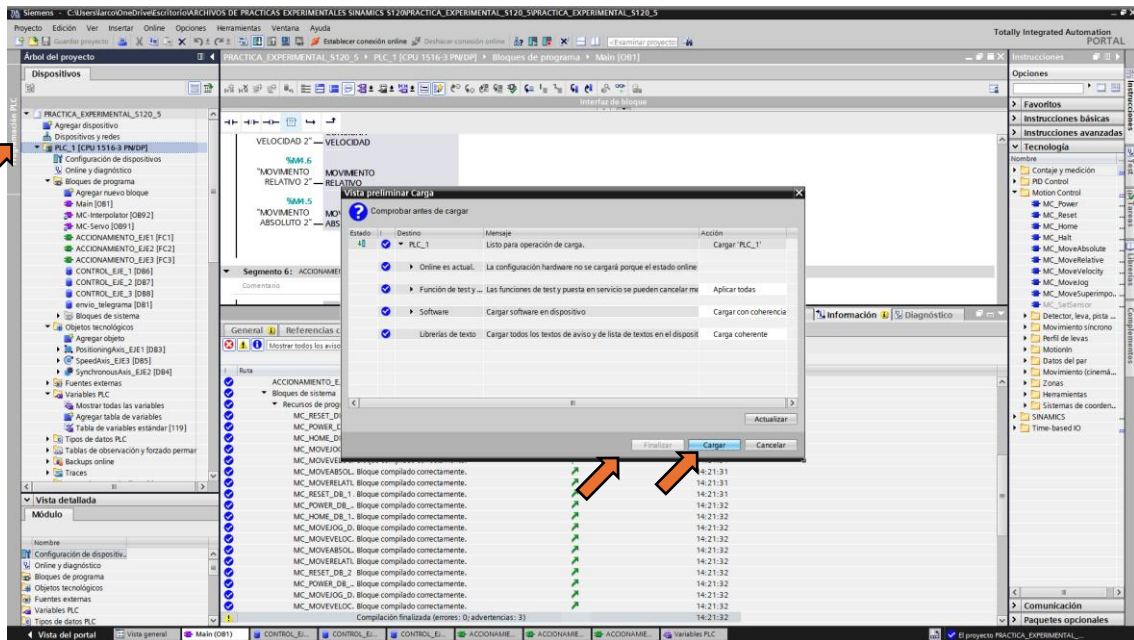 Siemens - C:\Users\larco\OneDrive\Escritorio\ARCHIVOS DE PRACTICAS EXPERIMENTALES SINAMICS S120\PRACTICA_EXPERIMENTAL_S120_5\PRACTICA_EXPERIMENTAL_S120_5
Proyecto Edición Ver Insertar Online Opciones Herramientas Ventana Ayuda
Guardar proyecto Establecer conexión online Deshacer conexión online <Examinar proyecto>
Totally Integrated Automation
PORTAL
Árbol del proyecto
PRACTICA_EXPERIMENTAL_S120_5 PLC_1 [CPU 1516-3 PN/DP] Bloques de programa Main [OB1]
Instrucciones
Dispositivos
Opciones
Interfaz de bloque
PRACTICA_EXPERIMENTAL_S120_5
Agregar dispositivo
Dispositivos y redes
PLC_1 [CPU 1516-3 PN/DP]
Configuración de dispositivos
Online y diagnóstico
Bloques de programa
Agregar nuevo bloque
Main [OB1]
MC-Interpolator [OB92]
MC-Servo [OB91]
ACCIONAMIENTO_EJE1 [FC1]
ACCIONAMIENTO_EJE2 [FC2]
ACCIONAMIENTO_EJE3 [FC3]
CONTROL_EJE_1 [DB6]
CONTROL_EJE_2 [DB7]
CONTROL_EJE_3 [DB8]
envio_telegrama [DB1]
Bloques de sistema
Objetos tecnológicos
Agregar objeto
PositioningAxis_EJE1 [DB3]
SpeedAxis_EJE3 [DB5]
SynchronousAxis_EJE2 [DB4]
Fuentes externas
Variables PLC
Mostrar todas las variables
Agregar tabla de variables
Tabla de variables estándar [119]
Tipos de datos PLC
Tablas de observación y forzado permar
Backups online
Traces
Vista detallada
Módulo
Nombre
Configuración de dispositiv..
Online y diagnóstico
Bloques de programa
Objetos tecnológicos
Fuentes externas
Variables PLC
Tipos de datos PLC
VELOCIDAD 2" VELOCIDAD
%M4.6
"MOVIMIENTO MOVIMIENTO
RELATIVO 2" RELATIVO
%M4.5
"MOVIMIENTO MO
ABSOLUTO 2" ABS
Segmento 6: ACCIONAMIE
Comentario
Vista preliminar Carga
Comprobar antes de cargar
Estado ! Destino Mensaje Acción
PLC_1 Listo para operación de carga. Cargar 'PLC_1'
Online es actual. La configuración hardware no se cargará porque el estado online
Función de test y ... Las funciones de test y puesta en servicio se pueden cancelar me Aplicar todas
Software Cargar software en dispositivo Cargar con coherencia
Librerías de texto Cargar todos los textos de aviso y de lista de textos en el disposit Carga coherente
Actualizar
Finalizar Cargar Cancelar
Información Diagnóstico
General Referencias c
Mostrar todos los aviso
! Ruta
ACCIONAMIENTO_E
Bloques de sistema
Recursos de prog
MC_RESET_D
MC_POWER_D
MC_HOME_D
MC_MOVEJO
MC_MOVEVEL Bloque compilado correctamente.
MC_MOVEABSOL. Bloque compilado correctamente. 14:21:31
MC_MOVERELATI. Bloque compilado correctamente. 14:21:31
MC_RESET_DB_1. Bloque compilado correctamente. 14:21:31
MC_POWER_DB_.. Bloque compilado correctamente. 14:21:32
MC_HOME_DB_1.. Bloque compilado correctamente. 14:21:32
MC_MOVEJOG_D. Bloque compilado correctamente. 14:21:32
MC_MOVEVELOC. Bloque compilado correctamente. 14:21:32
MC_MOVEABSOL. Bloque compilado correctamente. 14:21:32
MC_MOVERELATI. Bloque compilado correctamente. 14:21:32
MC_RESET_DB_2 Bloque compilado correctamente. 14:21:32
MC_POWER_DB_.. Bloque compilado correctamente. 14:21:32
MC_MOVEJOG_D. Bloque compilado correctamente. 14:21:32
MC_MOVEVELOC. Bloque compilado correctamente. 14:21:32
Compilación finalizada (errores: 0; advertencias: 3) 14:21:32
Favoritos
Instrucciones básicas
Instrucciones avanzadas
Tecnología
Nombre
Contaje y medición
PID Control
Motion Control
MC_Power
MC_Reset
MC_Home
MC_Halt
MC_MoveAbsolute
MC_MoveRelative
MC_MoveVelocity
MC_MoveJog
MC_MoveSuperimpo..
MC_SetSensor
Detector, leva, pista ...
Movimiento síncrono
Perfil de levas
MotionIn
Datos del par
Movimiento (cinemá...
Zonas
Herramientas
Sistemas de coorden..
SINAMICS
Time-based IO
Comunicación
Paquetes opcionales
Instrucciones
Test
Tareas
Librerías
Complementos
Vista del portal Vista general Main (OB1) CONTROL_EJ... CONTROL_EJ... CONTROL_EJ... ACCIONAMIE... ACCIONAMIE... ACCIONAMIE... Variables PLC El proyecto PRACTICA_EXPERIMENTAL_...